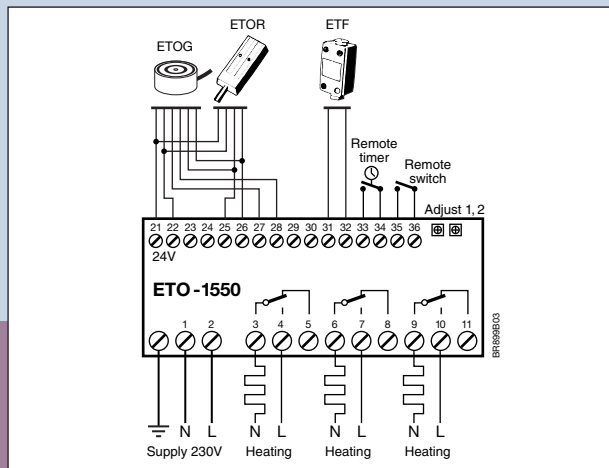 ETOG
ETOR
ETF
Remote
timer
Remote
switch
Adjust 1, 2
21 22 23 24 25 26 27 28 29 30 31 32 33 34 35 36
24V
ETO -1550
3 4 5 6 7 8 9 10 11
1 2
BR899B03
N L N L N L N L
Supply 230V Heating Heating Heating